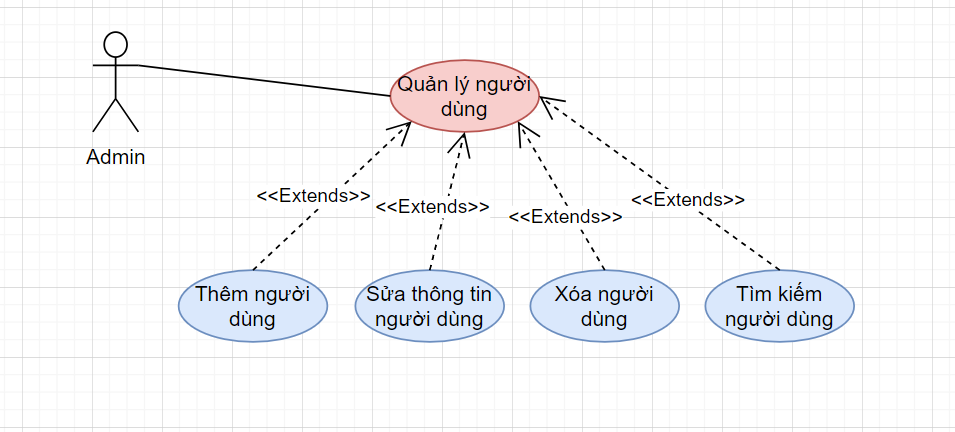 Quản lý người
dùng
Admin
<<Extends>>
<<Extends>>
<<Extends>>
<<Extends>>
Thêm người
dùng
Sửa thông tin
người dùng
Xóa người
dùng
Tìm kiếm
người dùng